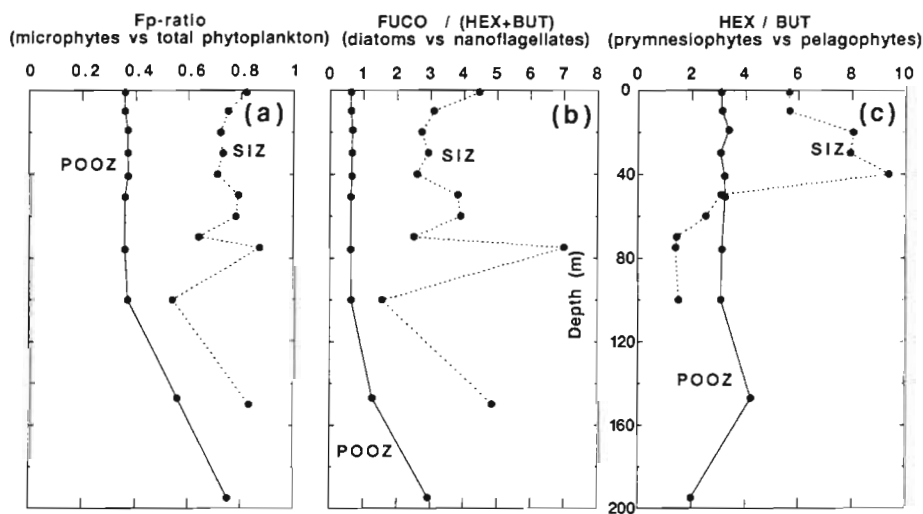 Fp-ratio
(microphytes vs total phytoplankton)
0 0.2 0.4 0.6 0.8 1
(a)
SIZ
POOZ
FUCO / (HEX+BUT)
(diatoms vs nanoflagellates)
0 1 2 3 4 5 6 7 8
(b)
SIZ
POOZ
HEX / BUT
(prymnesiophytes vs pelagophytes)
0 2 4 6 8 10
(c)
SIZ
POOZ
Depth (m)
0
40
80
120
160
200